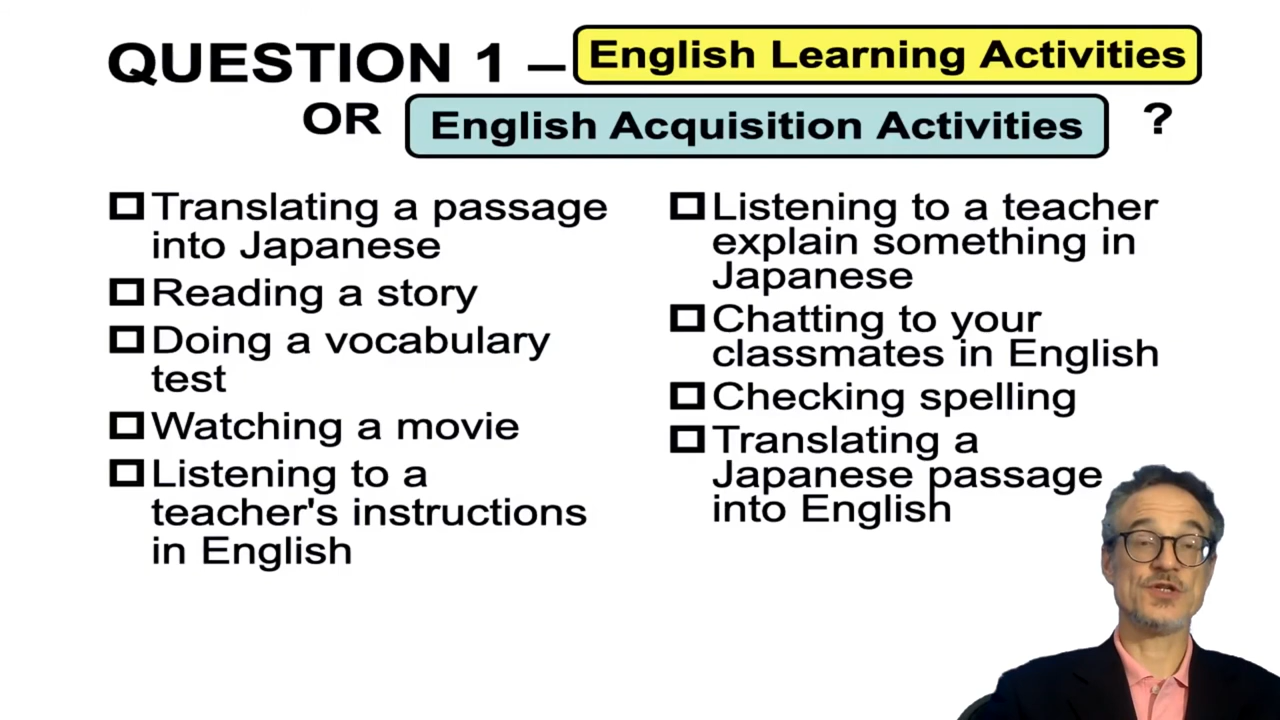 QUESTION 1 – English Learning Activities
OR English Acquisition Activities ?
Translating a passage
into Japanese
Reading a story
Doing a vocabulary
test
Watching a movie
Listening to a
teacher's instructions
in English
Listening to a teacher
explain something in
Japanese
Chatting to your
classmates in English
Checking spelling
Translating a
Japanese passage
into English